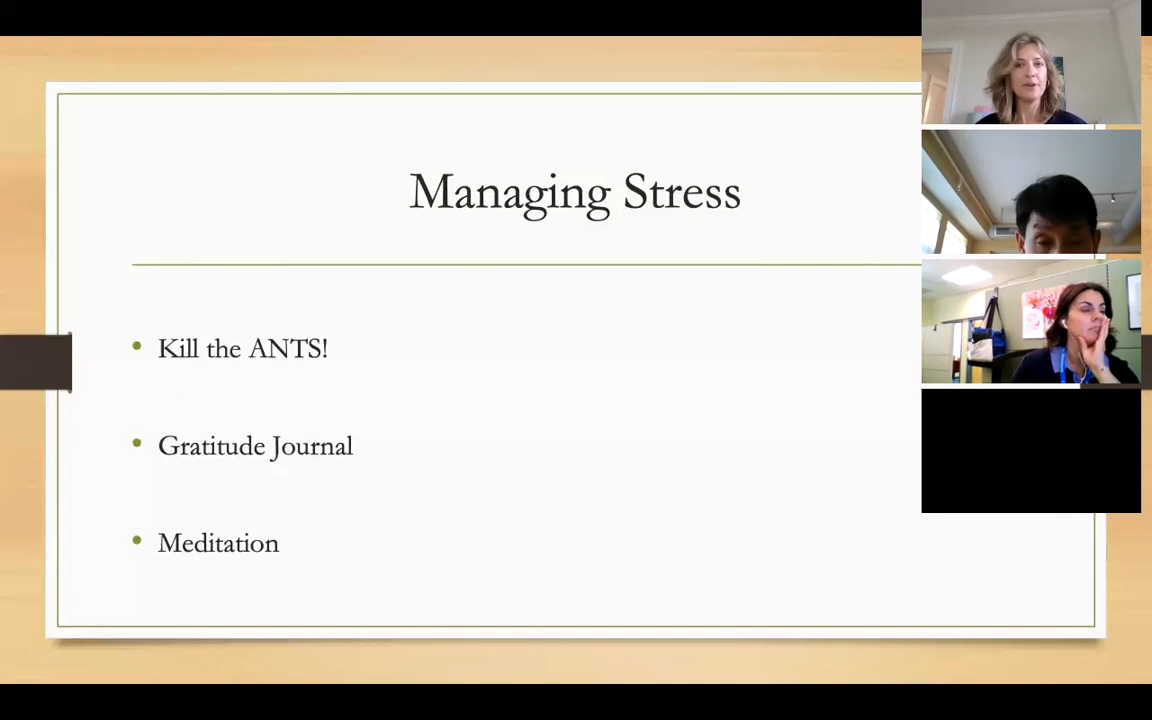 Managing Stress
Kill the ANTS!
Gratitude Journal
Meditation